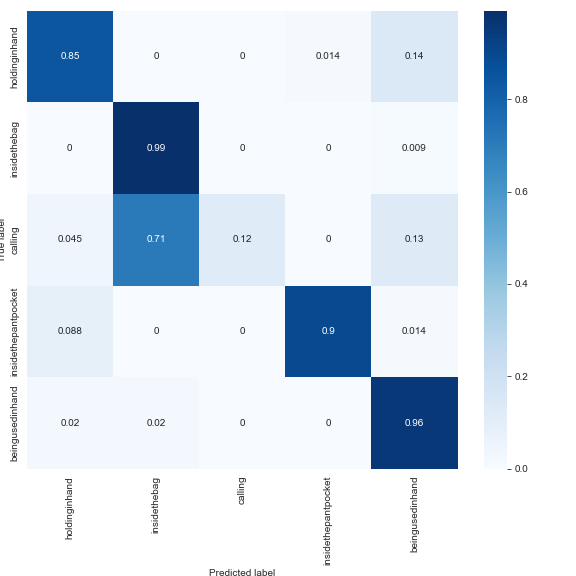 holdinginhand 0.85 0 0 0.014 0.14
insidethebag 0 0.99 0 0 0.009
calling 0.045 0.71 0.12 0 0.13
insidethepantpocket 0.088 0 0 0.9 0.014
beingusedinhand 0.02 0.02 0 0 0.96
True label
holdinginhand insidethebag calling insidethepantpocket beingusedinhand
Predicted label
0.8
0.6
0.4
0.2
0.0